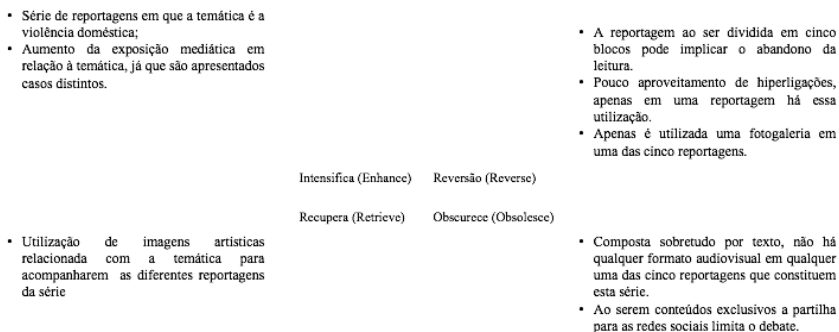 • Série de reportagens em que a temática é a
violência doméstica;
• Aumento da exposição mediática em
relação à temática, já que são apresentados
casos distintos.
• A reportagem ao ser dividida em cinco
blocos pode implicar o abandono da
leitura.
• Pouco aproveitamento de hiperligações,
apenas em uma reportagem há essa
utilização.
• Apenas é utilizada uma fotogaleria em
uma das cinco reportagens.
Intensifica (Enhance) Reversão (Reverse)
Recupera (Retrieve) Obscurece (Obsolesce)
• Utilização de imagens artísticas
relacionada com a temática para
acompanharem as diferentes reportagens
da série
• Composta sobretudo por texto, não há
qualquer formato audiovisual em qualquer
uma das cinco reportagens que constituem
esta série.
• Ao serem conteúdos exclusivos a partilha
para as redes sociais limita o debate.